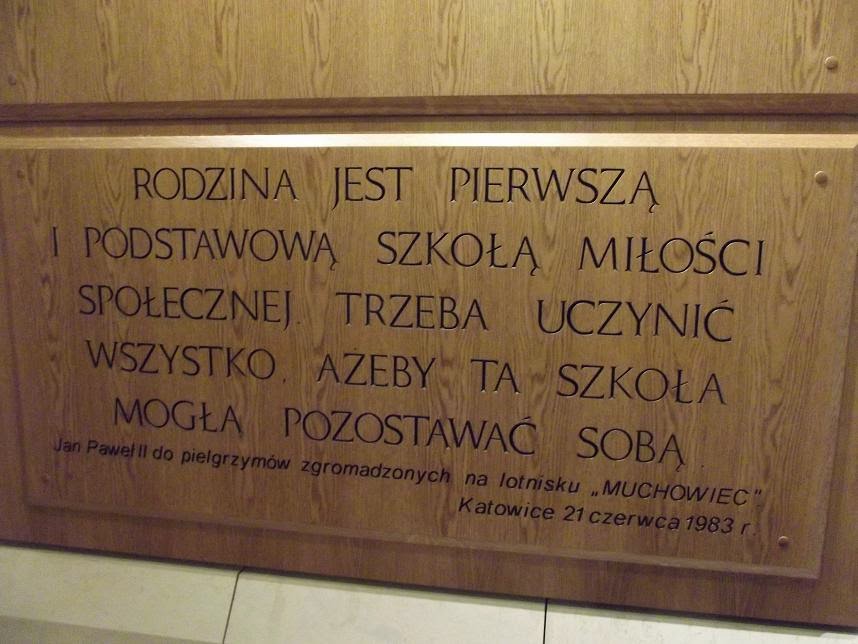 RODZINA JEST PIERWSZĄ
I PODSTAWOWĄ SZKOŁĄ MIŁOŚCI
SPOŁECZNEJ. TRZEBA UCZYNIĆ
WSZYSTKO, AŻEBY TA SZKOŁA
MOGŁA POZOSTAWAĆ SOBĄ.
Jan Paweł II do pielgrzymów zgromadzonych na lotnisku „MUCHOWIEC"
Katowice 21 czerwca 1983 r.